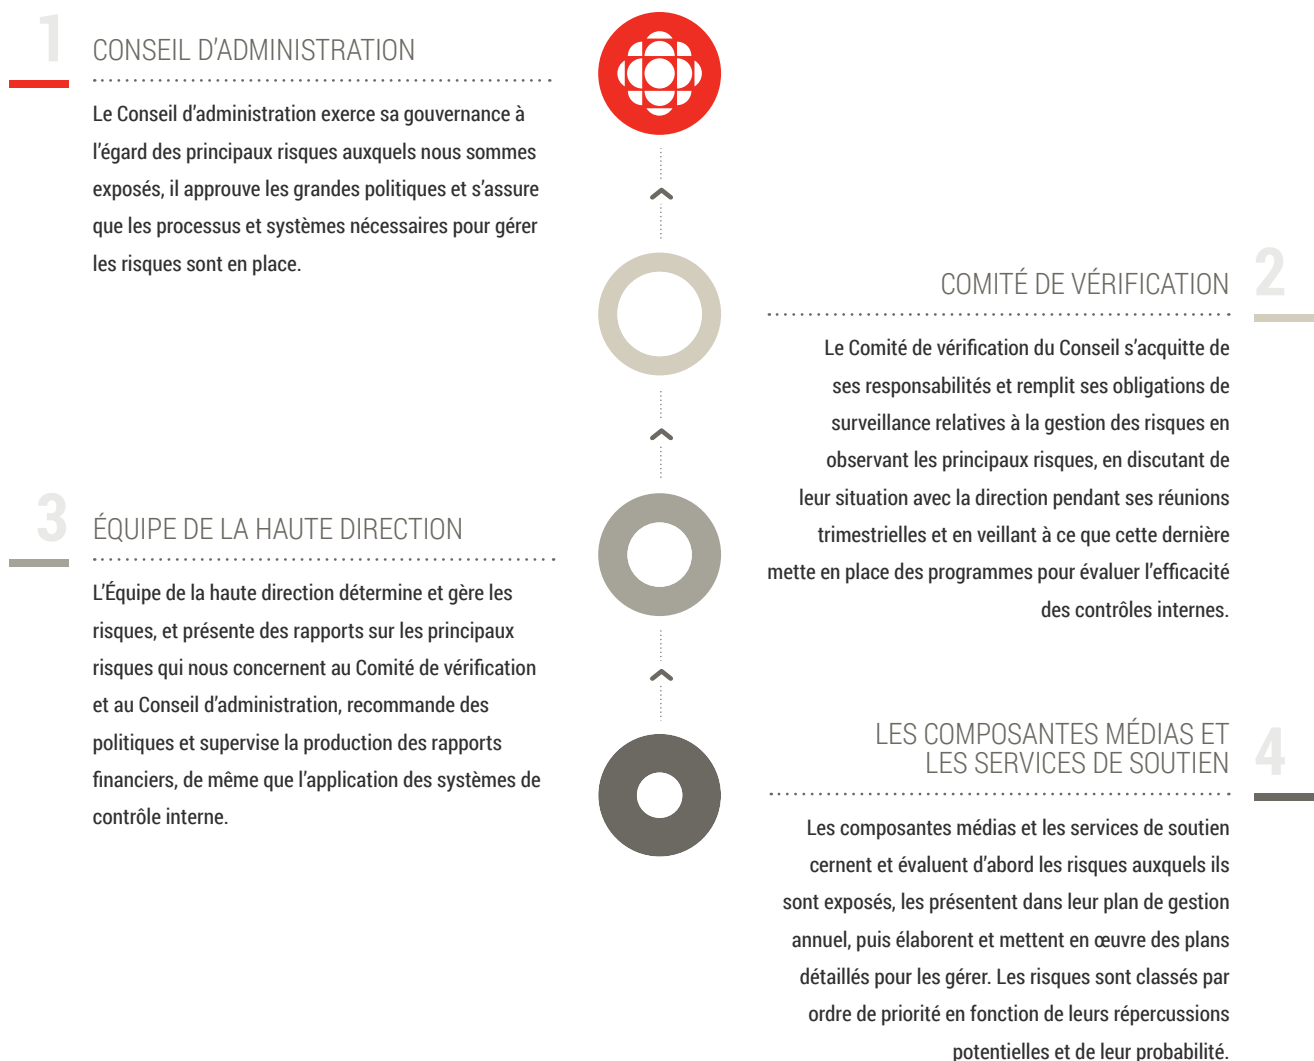 1
CONSEIL D’ADMINISTRATION
Le Conseil d’administration exerce sa gouvernance à
l’égard des principaux risques auxquels nous sommes
exposés, il approuve les grandes politiques et s’assure
que les processus et systèmes nécessaires pour gérer
les risques sont en place.
2
COMITÉ DE VÉRIFICATION
Le Comité de vérification du Conseil s’acquitte de
ses responsabilités et remplit ses obligations de
surveillance relatives à la gestion des risques en
observant les principaux risques, en discutant de
leur situation avec la direction pendant ses réunions
trimestrielles et en veillant à ce que cette dernière
mette en place des programmes pour évaluer l’efficacité
des contrôles internes.
3
ÉQUIPE DE LA HAUTE DIRECTION
L’Équipe de la haute direction détermine et gère les
risques, et présente des rapports sur les principaux
risques qui nous concernent au Comité de vérification
et au Conseil d’administration, recommande des
politiques et supervise la production des rapports
financiers, de même que l’application des systèmes de
contrôle interne.
4
LES COMPOSANTES MÉDIAS ET
LES SERVICES DE SOUTIEN
Les composantes médias et les services de soutien
cernent et évaluent d’abord les risques auxquels ils
sont exposés, les présentent dans leur plan de gestion
annuel, puis élaborent et mettent en œuvre des plans
détaillés pour les gérer. Les risques sont classés par
ordre de priorité en fonction de leurs répercussions
potentielles et de leur probabilité.